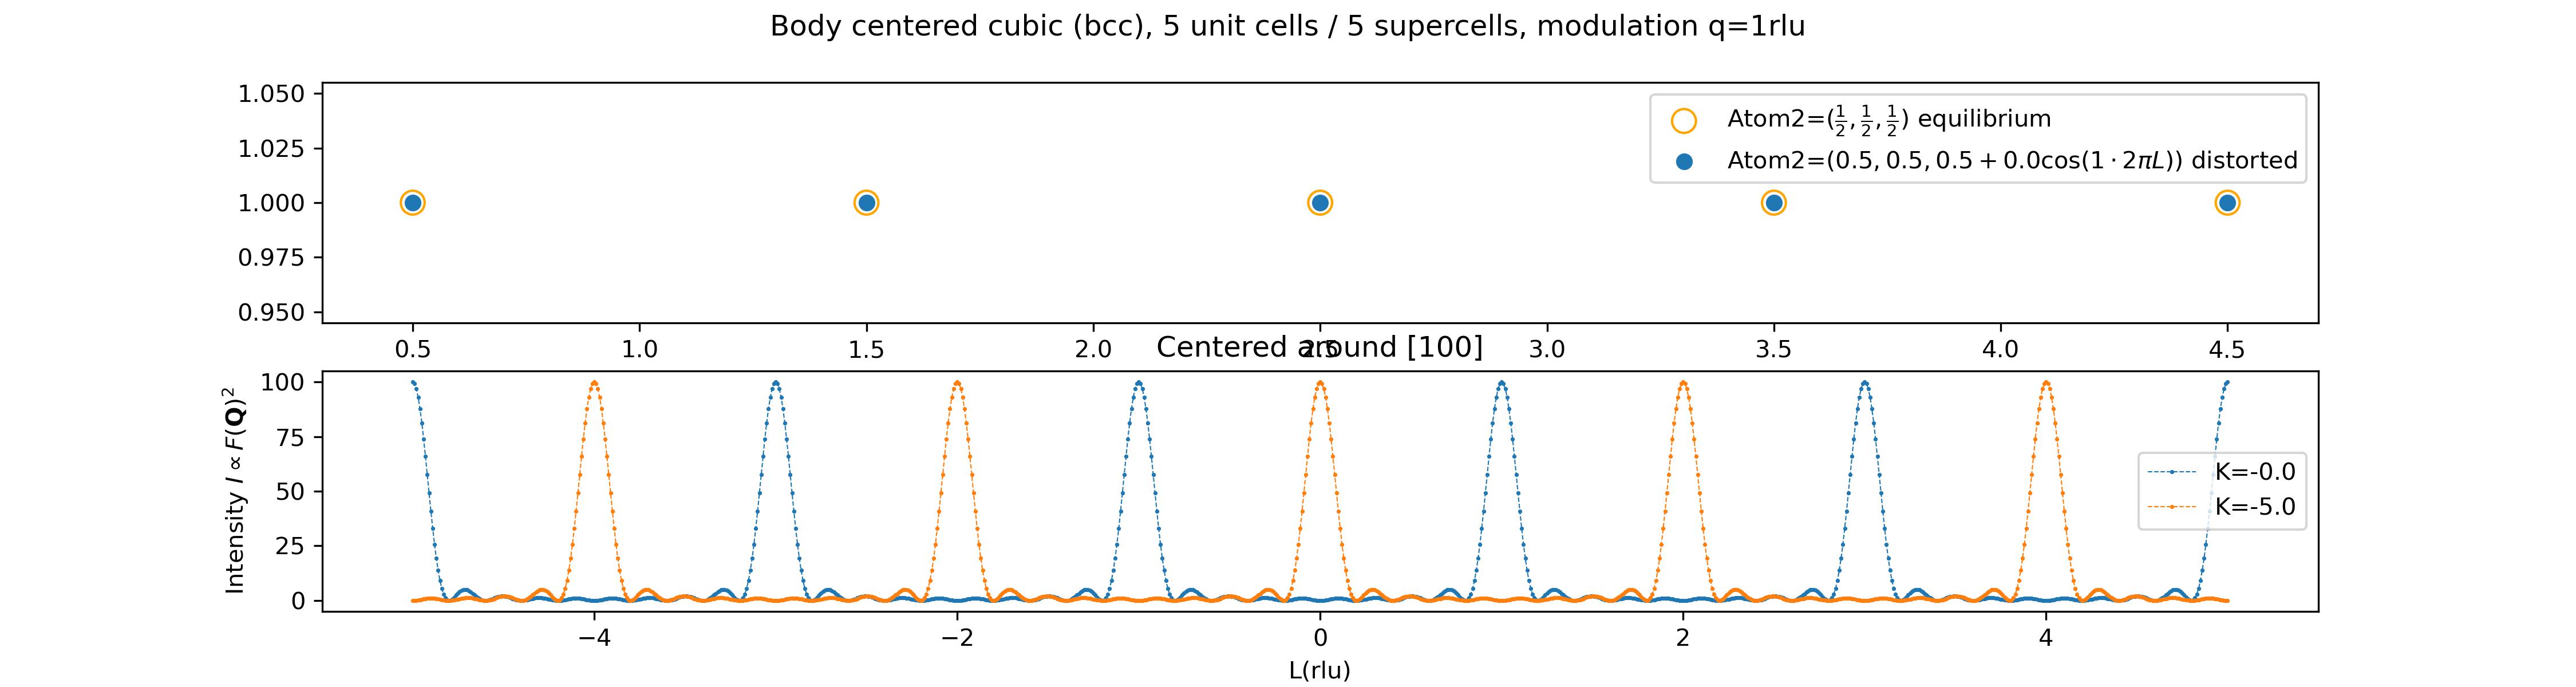 Body centered cubic (bcc), 5 unit cells / 5 supercells, modulation q=1rlu
1.050
1.025
1.000
0.975
0.950
Atom2=(½, ½, ½) equilibrium
Atom2=(0.5, 0.5, 0.5 + 0.0cos(1 · 2πL)) distorted
0.5 1.0 1.5 2.0 2.5 3.0 3.5 4.0 4.5
Centered around [100]
Intensity I ∝ F(Q)²
100
75
50
25
0
K=-0.0
K=-5.0
−4 −2 0 2 4
L(rlu)